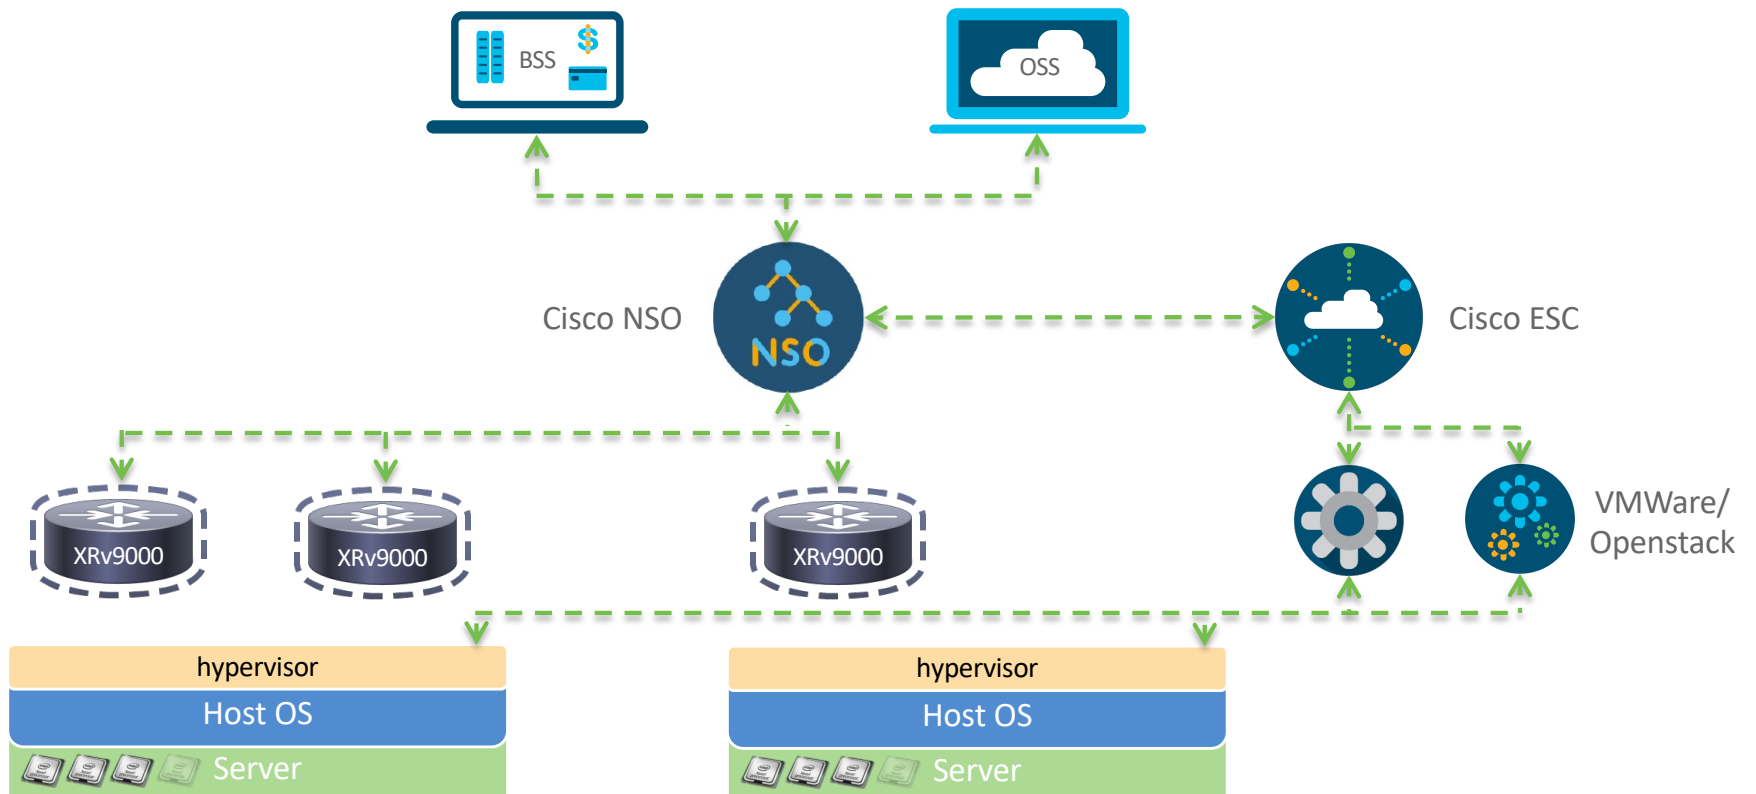 BSS
$
OSS
Cisco NSO
NSO
Cisco ESC
XRv9000
XRv9000
XRv9000
VMWare/
Openstack
hypervisor
hypervisor
Host OS
Host OS
Server
Server